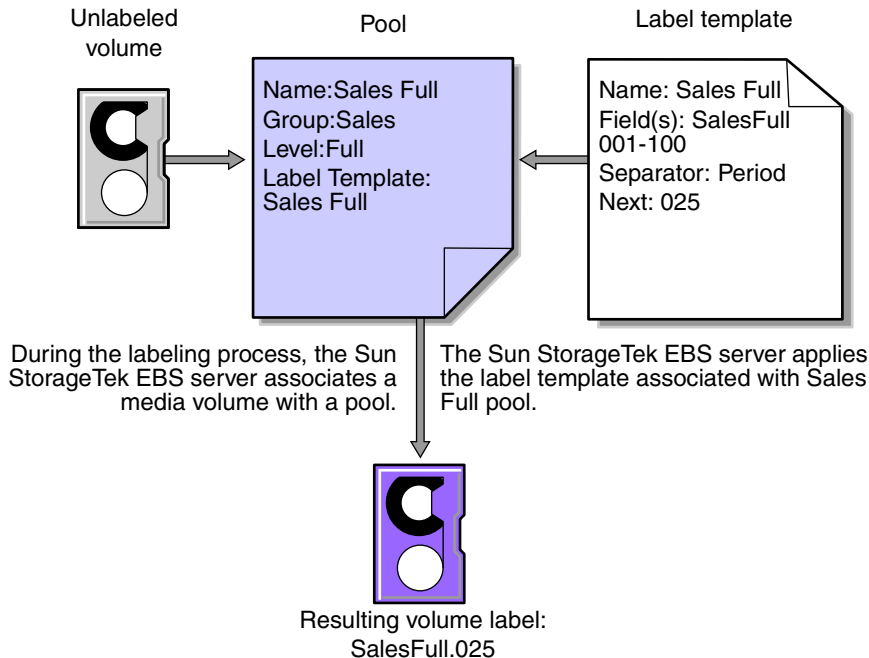 Unlabeled
volume
Pool
Label template
Name:Sales Full
Group:Sales
Level:Full
Label Template:
Sales Full
Name: Sales Full
Field(s): SalesFull
001-100
Separator: Period
Next: 025
During the labeling process, the Sun
StorageTek EBS server associates a
media volume with a pool.
The Sun StorageTek EBS server applies
the label template associated with Sales
Full pool.
Resulting volume label:
SalesFull.025